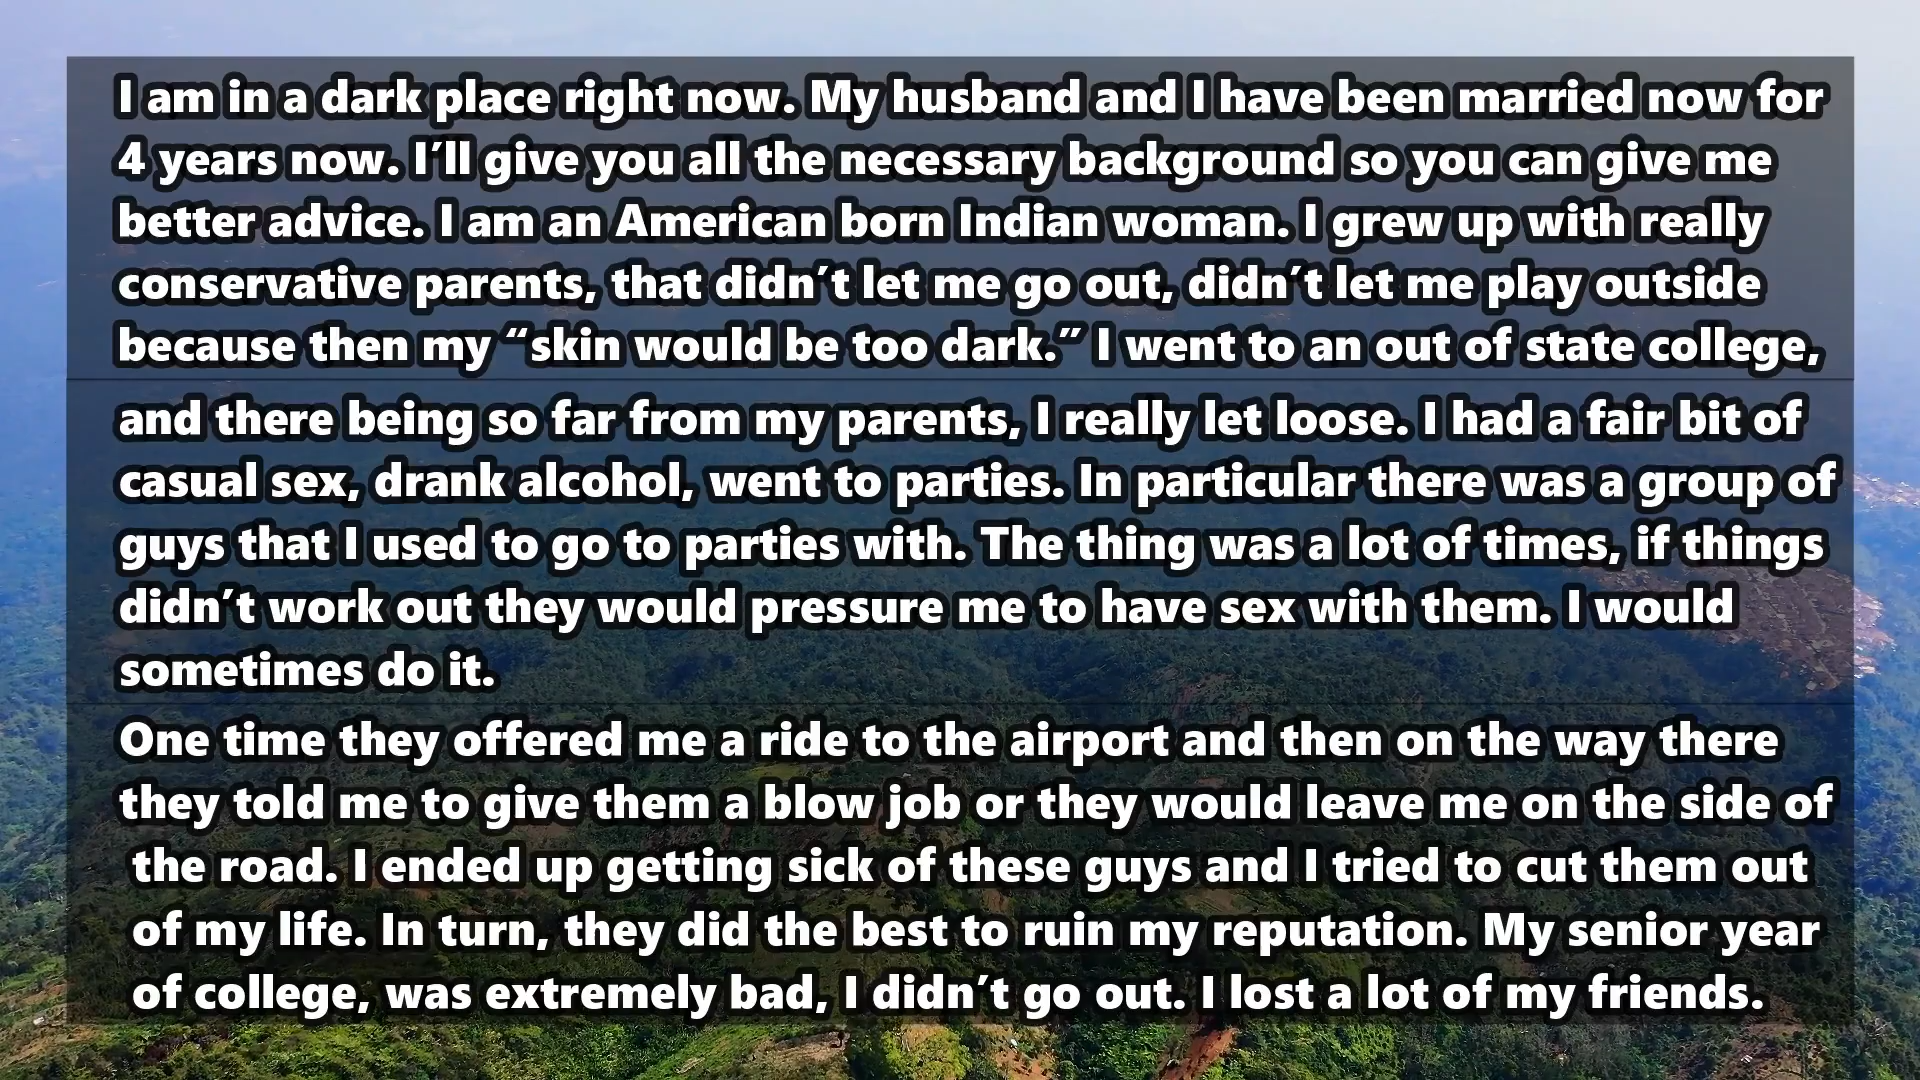 I am in a dark place right now. My husband and I have been married now for
4 years now. I´ll give you all the necessary background so you can give me
better advice. I am an American born Indian woman. I grew up with really
conservative parents, that didn’t let me go out, didn’t let me play outside
because then my “skin would be too dark.” I went to an out of state college,
and there being so far from my parents, I really let loose. I had a fair bit of
casual sex, drank alcohol, went to parties. In particular there was a group of
guys that I used to go to parties with. The thing was a lot of times, if things
didn’t work out they would pressure me to have sex with them. I would
sometimes do it.
One time they offered me a ride to the airport and then on the way there
they told me to give them a blow job or they would leave me on the side of
the road. I ended up getting sick of these guys and I tried to cut them out
of my life. In turn, they did the best to ruin my reputation. My senior year
of college, was extremely bad, I didn’t go out. I lost a lot of my friends.